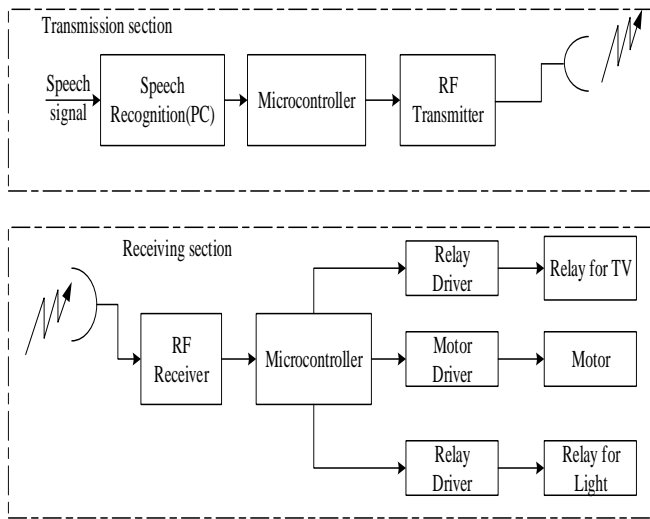 Transmission section
Speech
signal
Speech
Recognition(PC)
Microcontroller
RF
Transmitter
Receiving section
RF
Receiver
Microcontroller
Relay
Driver
Relay for TV
Motor
Driver
Motor
Relay
Driver
Relay for
Light